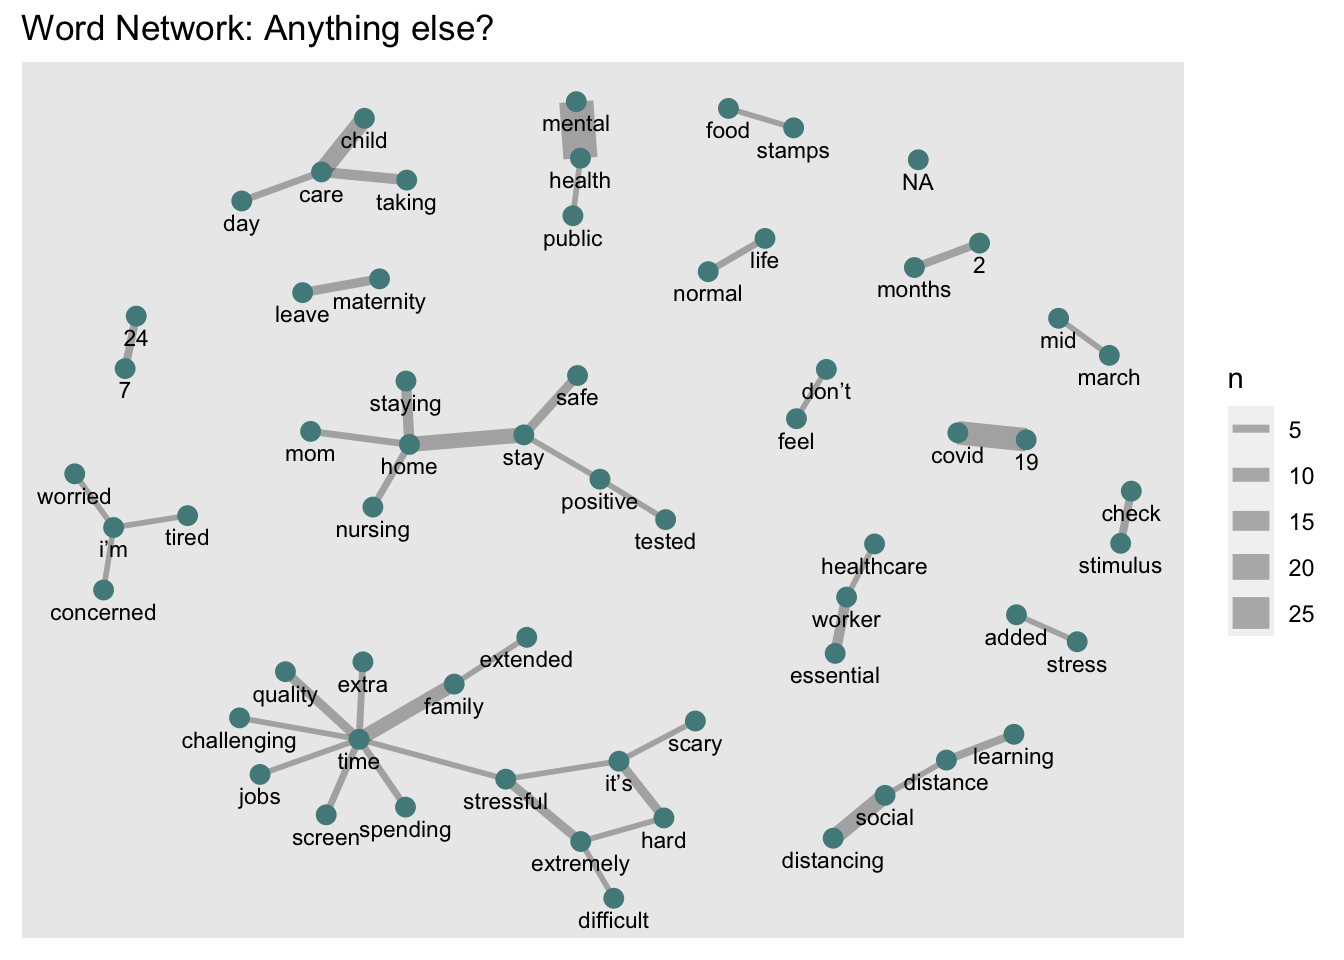 Word Network: Anything else?
child
care
taking
day
mental
health
public
food
stamps
NA
life
normal
2
months
leave
maternity
24
7
mid
march
staying
safe
mom
home
stay
nursing
positive
tested
don’t
feel
covid
19
check
stimulus
worried
i’m
tired
concerned
healthcare
worker
essential
added
stress
extended
quality
extra
family
challenging
time
jobs
screen
spending
stressful
it’s
scary
hard
extremely
difficult
learning
distance
social
distancing
n
5
10
15
20
25